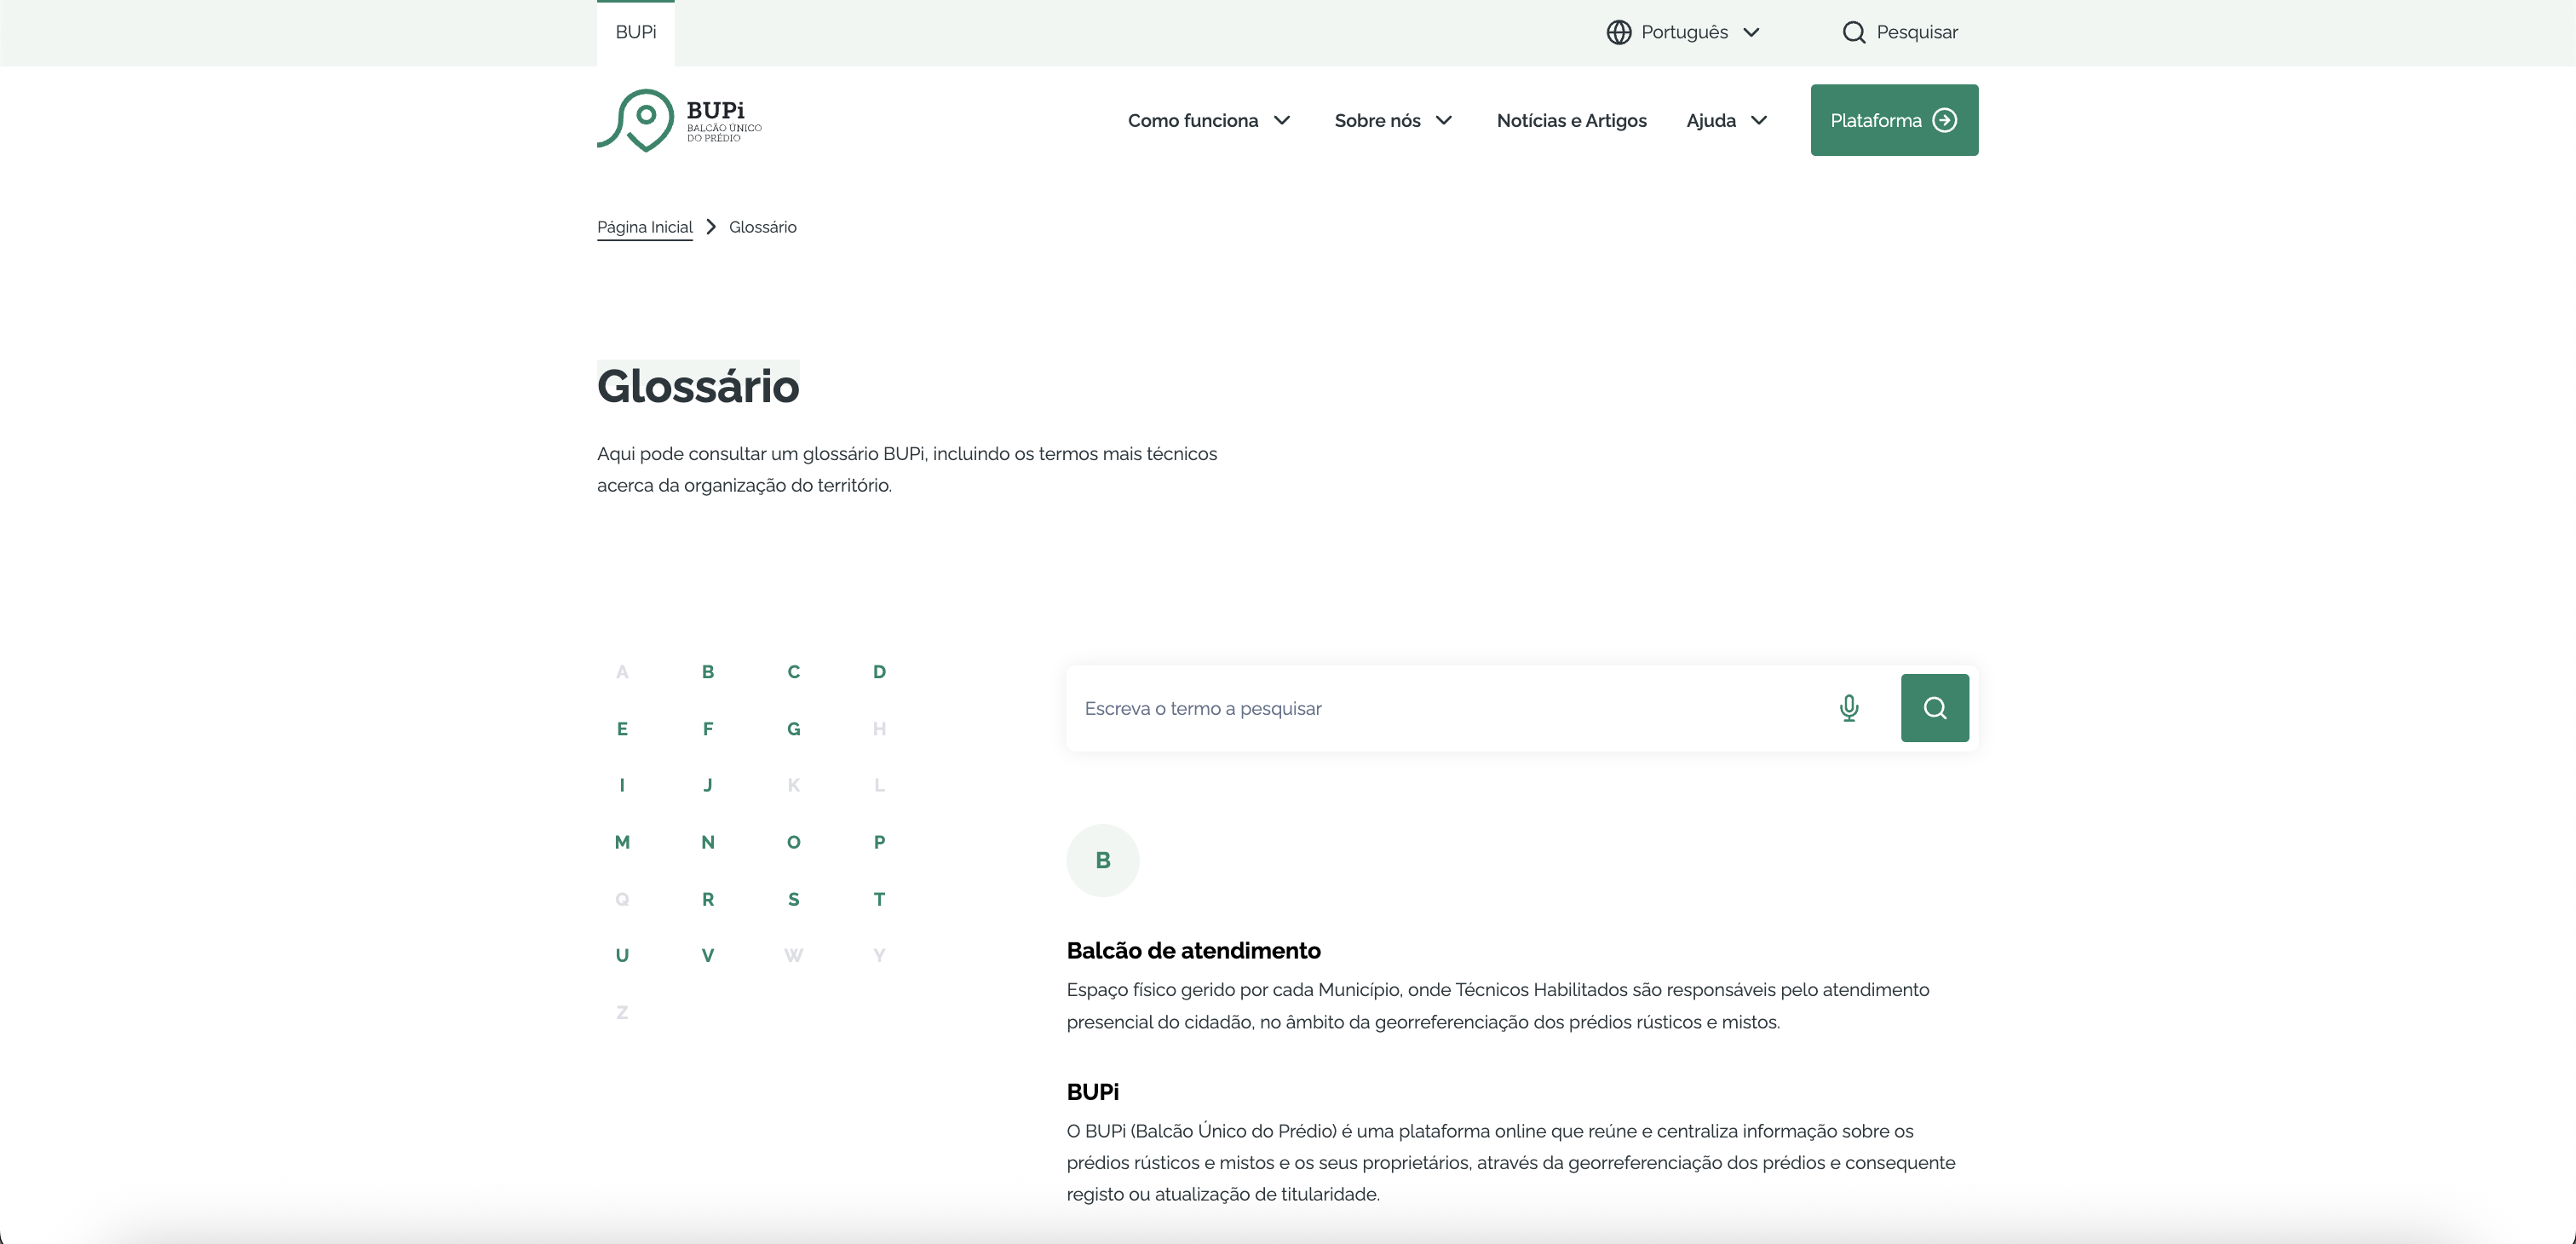 BUPi
Português
Pesquisar
BUPi
BALCÃO ÚNICO
DO PRÉDIO
Como funciona
Sobre nós
Notícias e Artigos
Ajuda
Plataforma
Página Inicial
Glossário
Glossário
Aqui pode consultar um glossário BUPi, incluindo os termos mais técnicos
acerca da organização do território.
A B C D
E F G H
I J K L
M N O P
Q R S T
U V W Y
Z
Escreva o termo a pesquisar
B
Balcão de atendimento
Espaço físico gerido por cada Município, onde Técnicos Habilitados são responsáveis pelo atendimento
presencial do cidadão, no âmbito da georreferenciação dos prédios rústicos e mistos.
BUPi
O BUPi (Balcão Único do Prédio) é uma plataforma online que reúne e centraliza informação sobre os
prédios rústicos e mistos e os seus proprietários, através da georreferenciação dos prédios e consequente
registo ou atualização de titularidade.